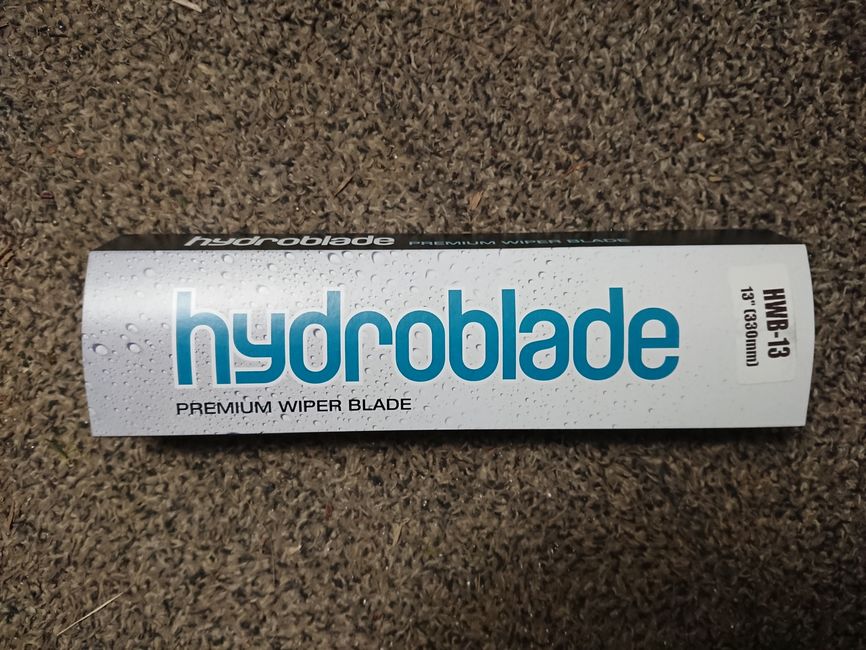 hydroblade PREMIUM WIPER BLADE
hydroblade
PREMIUM WIPER BLADE
HWB-13
13" (330mm)